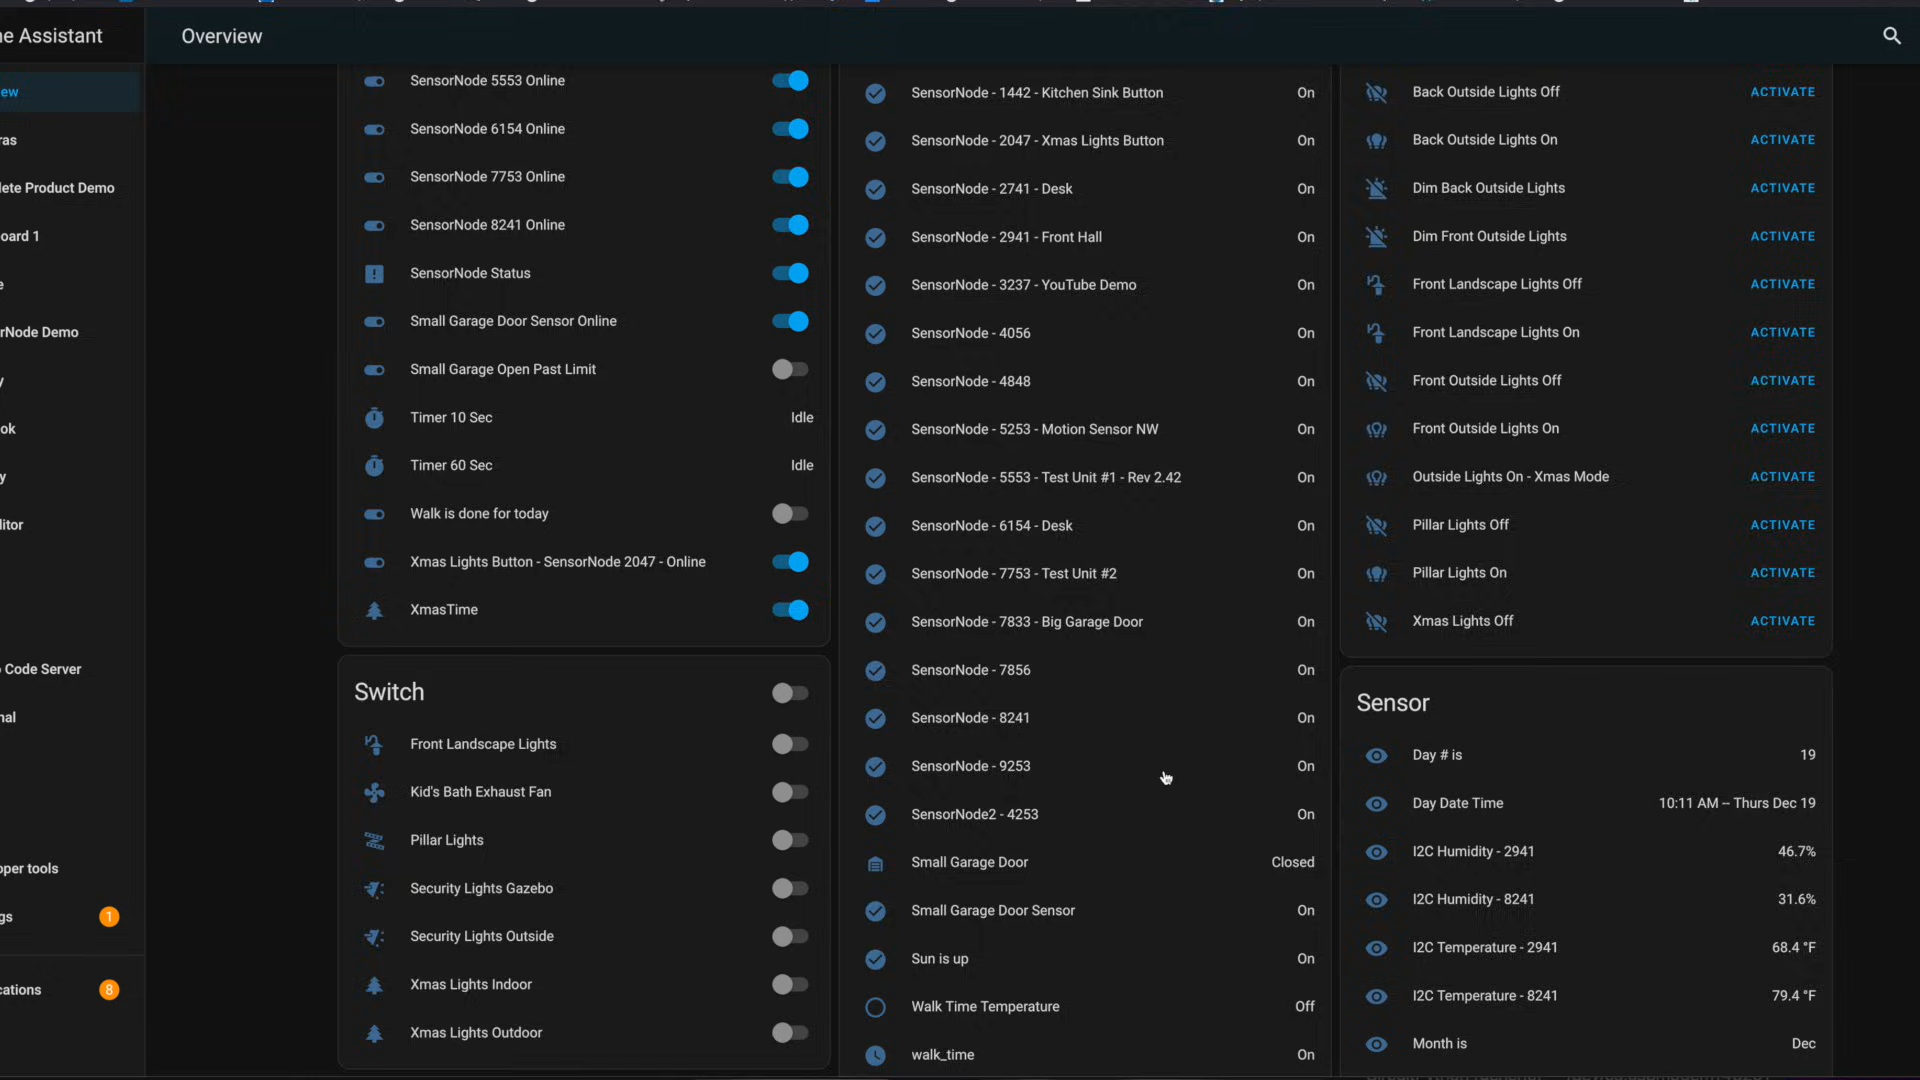 ne Assistant
Overview
ew
ras
lete Product Demo
oard 1
e
rNode Demo
y
ok
y
litor
Code Server
nal
oper tools
gs 1
cations 8
SensorNode 5553 Online
SensorNode 6154 Online
SensorNode 7753 Online
SensorNode 8241 Online
SensorNode Status
Small Garage Door Sensor Online
Small Garage Open Past Limit
Timer 10 Sec Idle
Timer 60 Sec Idle
Walk is done for today
Xmas Lights Button - SensorNode 2047 - Online
XmasTime
Switch
Front Landscape Lights
Kid's Bath Exhaust Fan
Pillar Lights
Security Lights Gazebo
Security Lights Outside
Xmas Lights Indoor
Xmas Lights Outdoor
SensorNode - 1442 - Kitchen Sink Button On
SensorNode - 2047 - Xmas Lights Button On
SensorNode - 2741 - Desk On
SensorNode - 2941 - Front Hall On
SensorNode - 3237 - YouTube Demo On
SensorNode - 4056 On
SensorNode - 4848 On
SensorNode - 5253 - Motion Sensor NW On
SensorNode - 5553 - Test Unit #1 - Rev 2.42 On
SensorNode - 6154 - Desk On
SensorNode - 7753 - Test Unit #2 On
SensorNode - 7833 - Big Garage Door On
SensorNode - 7856 On
SensorNode - 8241 On
SensorNode - 9253 On
SensorNode2 - 4253 On
Small Garage Door Closed
Small Garage Door Sensor On
Sun is up On
Walk Time Temperature Off
walk_time On
Back Outside Lights Off ACTIVATE
Back Outside Lights On ACTIVATE
Dim Back Outside Lights ACTIVATE
Dim Front Outside Lights ACTIVATE
Front Landscape Lights Off ACTIVATE
Front Landscape Lights On ACTIVATE
Front Outside Lights Off ACTIVATE
Front Outside Lights On ACTIVATE
Outside Lights On - Xmas Mode ACTIVATE
Pillar Lights Off ACTIVATE
Pillar Lights On ACTIVATE
Xmas Lights Off ACTIVATE
Sensor
Day # is 19
Day Date Time 10:11 AM -- Thurs Dec 19
I2C Humidity - 2941 46.7%
I2C Humidity - 8241 31.6%
I2C Temperature - 2941 68.4 °F
I2C Temperature - 8241 79.4 °F
Month is Dec